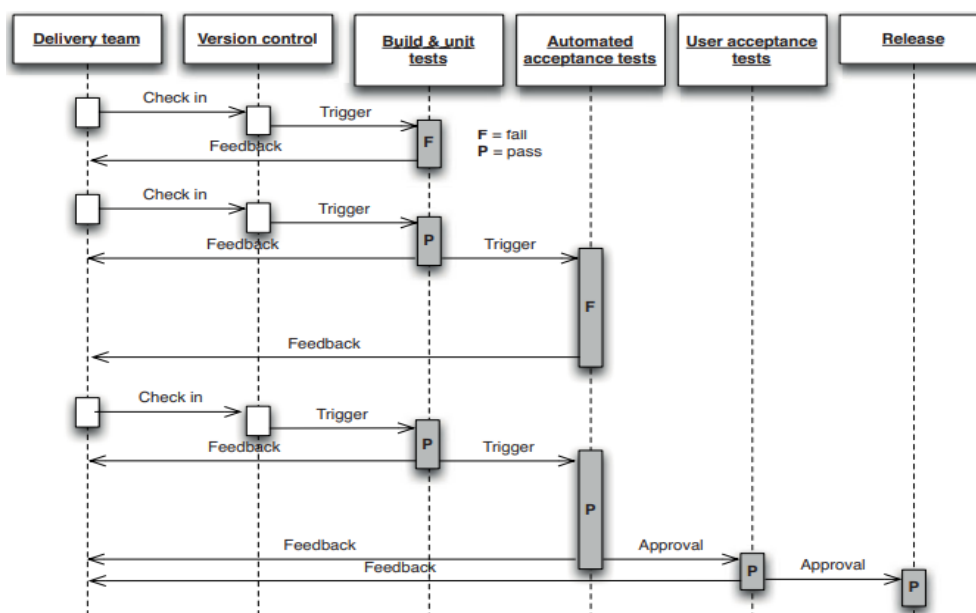 Delivery team
Version control
Build & unit
tests
Automated
acceptance tests
User acceptance
tests
Release
Check in
Trigger
F = fail
P = pass
F
Feedback
Check in
Trigger
P
Feedback
Trigger
F
Feedback
Check in
Trigger
P
Feedback
Trigger
P
Feedback
Approval
Feedback
P
Approval
P